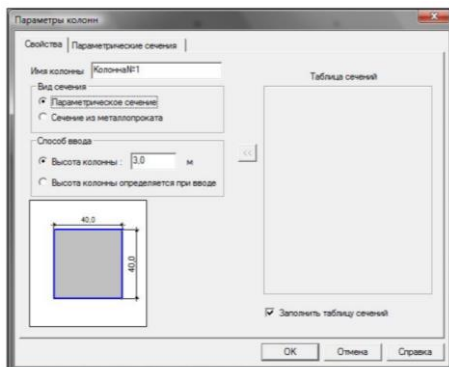 Параметры колонн
Свойства
Параметрические сечения
Имя колонны
Колонна№1
Вид сечения
Параметрическое сечение
Сечение из металлопроката
Способ ввода
Высота колонны :
3,0
м
Высота колонны определяется при вводе
40,0
40,0
<<
Таблица сечений
Заполнить таблицу сечений
OK
Отмена
Справка